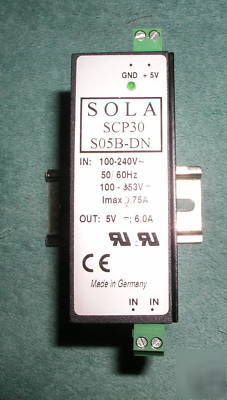 GND + 5V
SOLA
SCP30
S05B-DN
IN: 100-240V~
50/60Hz
100 - 353V⎓
Imax 0.75A
OUT: 5V ⎓; 6.0A
CE
Made in Germany
IN IN